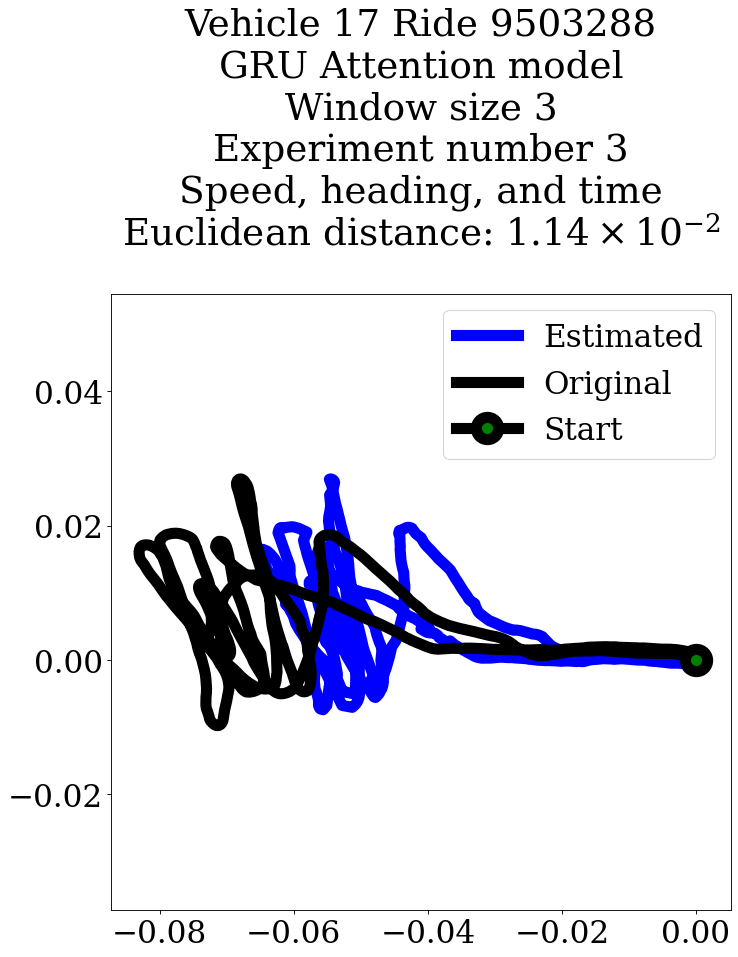 Vehicle 17 Ride 9503288
GRU Attention model
Window size 3
Experiment number 3
Speed, heading, and time
Euclidean distance: 1.14 × 10⁻²
Estimated
Original
Start
0.04
0.02
0.00
−0.02
−0.08 −0.06 −0.04 −0.02 0.00